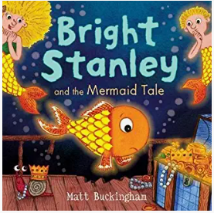 Bright
Stanley
and the Mermaid Tale
Matt Buckingham